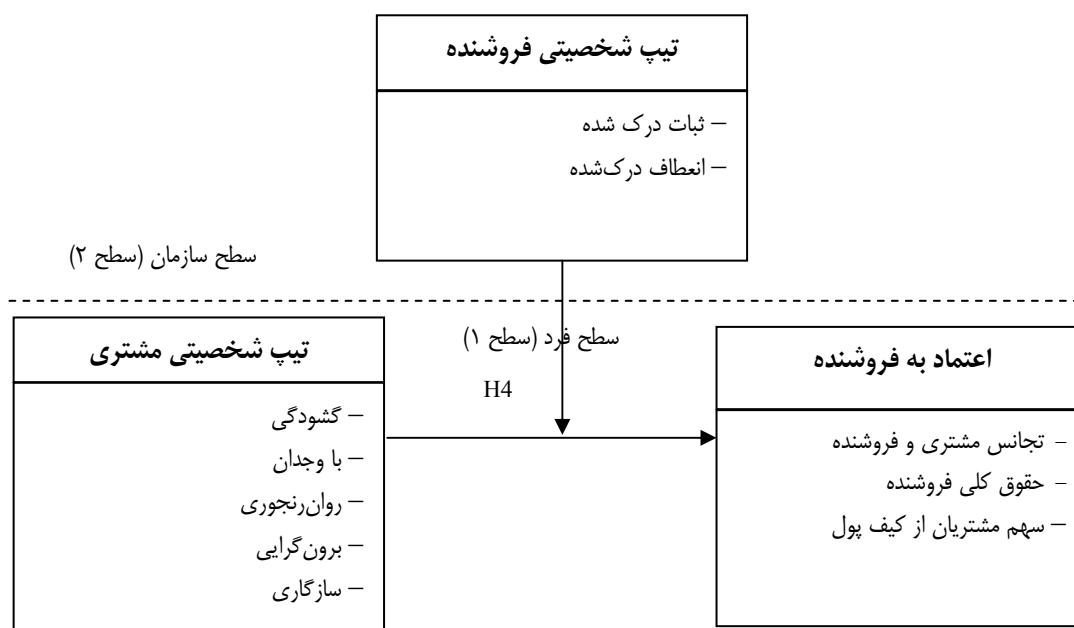 تیپ شخصیتی فروشنده
– ثبات درک شده
– انعطاف درک‌شده
سطح سازمان (سطح ۲)
سطح فرد (سطح ۱)
H4
تیپ شخصیتی مشتری
– گشودگی
– با وجدان
– روان‌رنجوری
– برون‌گرایی
– سازگاری
اعتماد به فروشنده
- تجانس مشتری و فروشنده
- حقوق کلی فروشنده
– سهم مشتریان از کیف پول